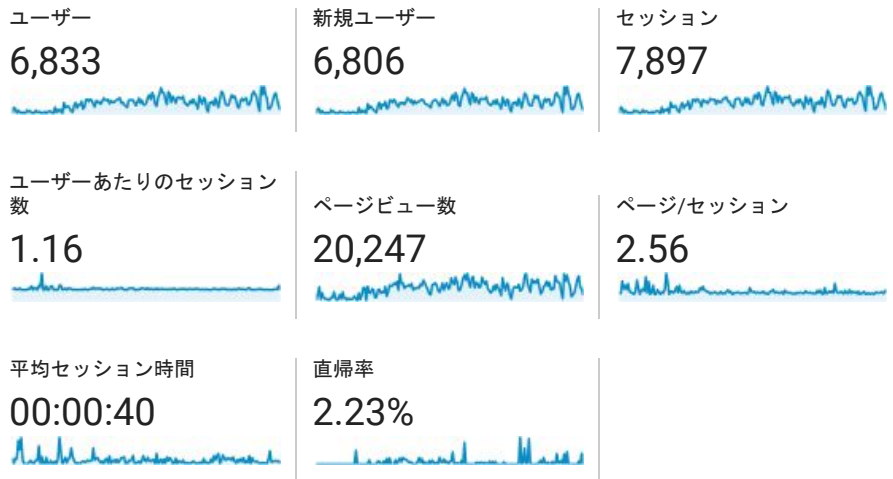 ユーザー
6,833
新規ユーザー
6,806
セッション
7,897
ユーザーあたりのセッション
数
1.16
ページビュー数
20,247
ページ/セッション
2.56
平均セッション時間
00:00:40
直帰率
2.23%